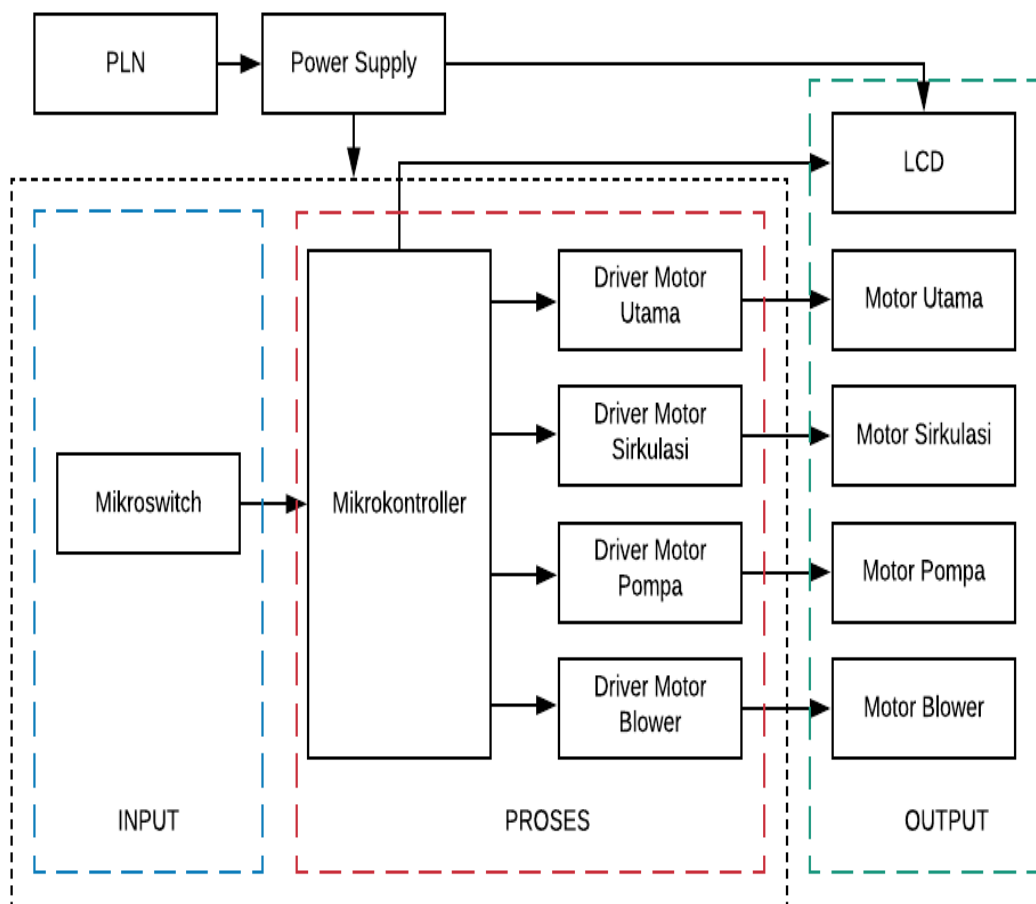 PLN
Power Supply
LCD
Driver Motor
Utama
Motor Utama
Driver Motor
Sirkulasi
Motor Sirkulasi
Mikroswitch
Mikrokontroller
Driver Motor
Pompa
Motor Pompa
Driver Motor
Blower
Motor Blower
INPUT
PROSES
OUTPUT